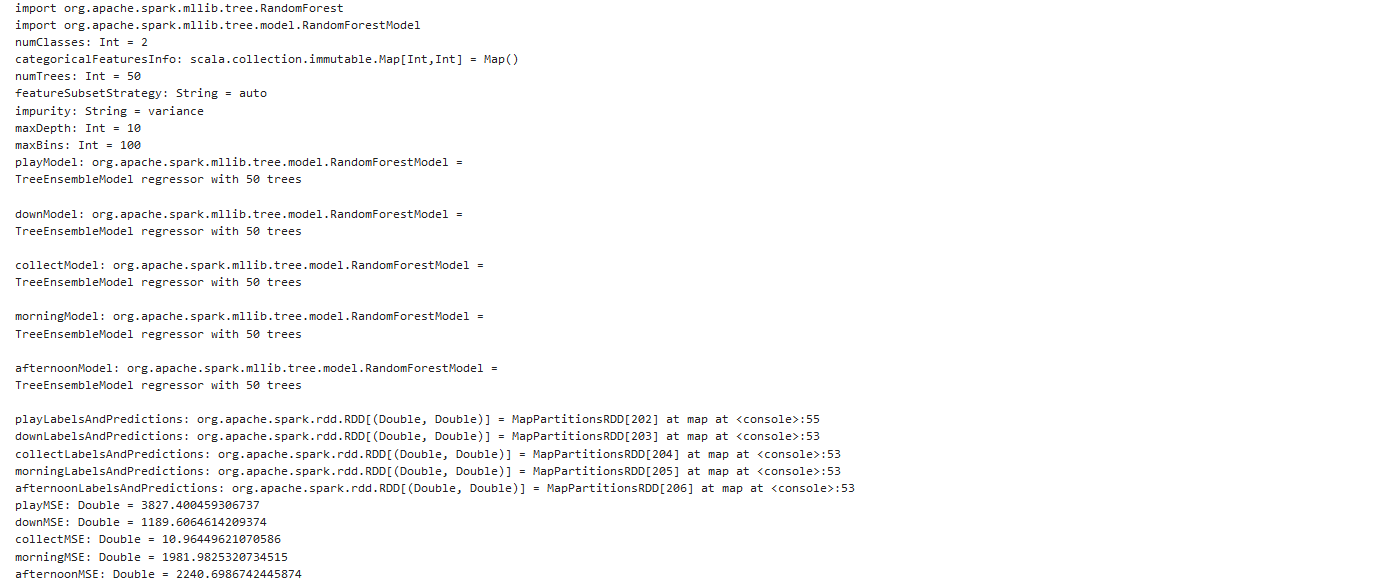 import org.apache.spark.mllib.tree.RandomForest
import org.apache.spark.mllib.tree.model.RandomForestModel
numClasses: Int = 2
categoricalFeaturesInfo: scala.collection.immutable.Map[Int,Int] = Map()
numTrees: Int = 50
featureSubsetStrategy: String = auto
impurity: String = variance
maxDepth: Int = 10
maxBins: Int = 100
playModel: org.apache.spark.mllib.tree.model.RandomForestModel =
TreeEnsembleModel regressor with 50 trees
downModel: org.apache.spark.mllib.tree.model.RandomForestModel =
TreeEnsembleModel regressor with 50 trees
collectModel: org.apache.spark.mllib.tree.model.RandomForestModel =
TreeEnsembleModel regressor with 50 trees
morningModel: org.apache.spark.mllib.tree.model.RandomForestModel =
TreeEnsembleModel regressor with 50 trees
afternoonModel: org.apache.spark.mllib.tree.model.RandomForestModel =
TreeEnsembleModel regressor with 50 trees
playLabelsAndPredictions: org.apache.spark.rdd.RDD[(Double, Double)] = MapPartitionsRDD[202] at map at <console>:55
downLabelsAndPredictions: org.apache.spark.rdd.RDD[(Double, Double)] = MapPartitionsRDD[203] at map at <console>:53
collectLabelsAndPredictions: org.apache.spark.rdd.RDD[(Double, Double)] = MapPartitionsRDD[204] at map at <console>:53
morningLabelsAndPredictions: org.apache.spark.rdd.RDD[(Double, Double)] = MapPartitionsRDD[205] at map at <console>:53
afternoonLabelsAndPredictions: org.apache.spark.rdd.RDD[(Double, Double)] = MapPartitionsRDD[206] at map at <console>:53
playMSE: Double = 3827.400459306737
downMSE: Double = 1189.6064614209374
collectMSE: Double = 10.96449621070586
morningMSE: Double = 1981.9825320734515
afternoonMSE: Double = 2240.6986742445874